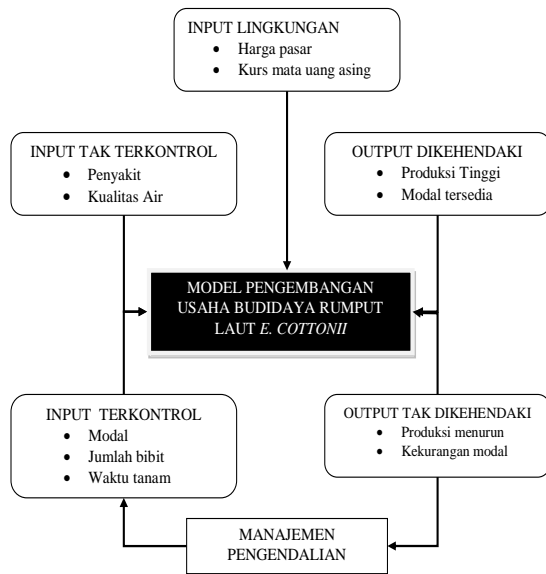 INPUT LINGKUNGAN
• Harga pasar
• Kurs mata uang asing
INPUT TAK TERKONTROL
• Penyakit
• Kualitas Air
OUTPUT DIKEHENDAKI
• Produksi Tinggi
• Modal tersedia
MODEL PENGEMBANGAN
USAHA BUDIDAYA RUMPUT
LAUT E. COTTONII
INPUT TERKONTROL
• Modal
• Jumlah bibit
• Waktu tanam
OUTPUT TAK DIKEHENDAKI
• Produksi menurun
• Kekurangan modal
MANAJEMEN
PENGENDALIAN